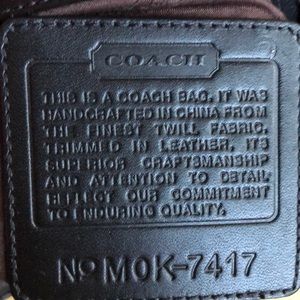 COACH
THIS IS A COACH BAG. IT WAS
HANDCRAFTED IN CHINA FROM
THE FINEST TWILL FABRIC,
TRIMMED IN LEATHER, ITS
SUPERIOR CRAFTSMANSHIP
AND ATTENTION TO DETAIL
REFLECT OUR COMMITMENT
TO ENDURING QUALITY.
No MOK-7417